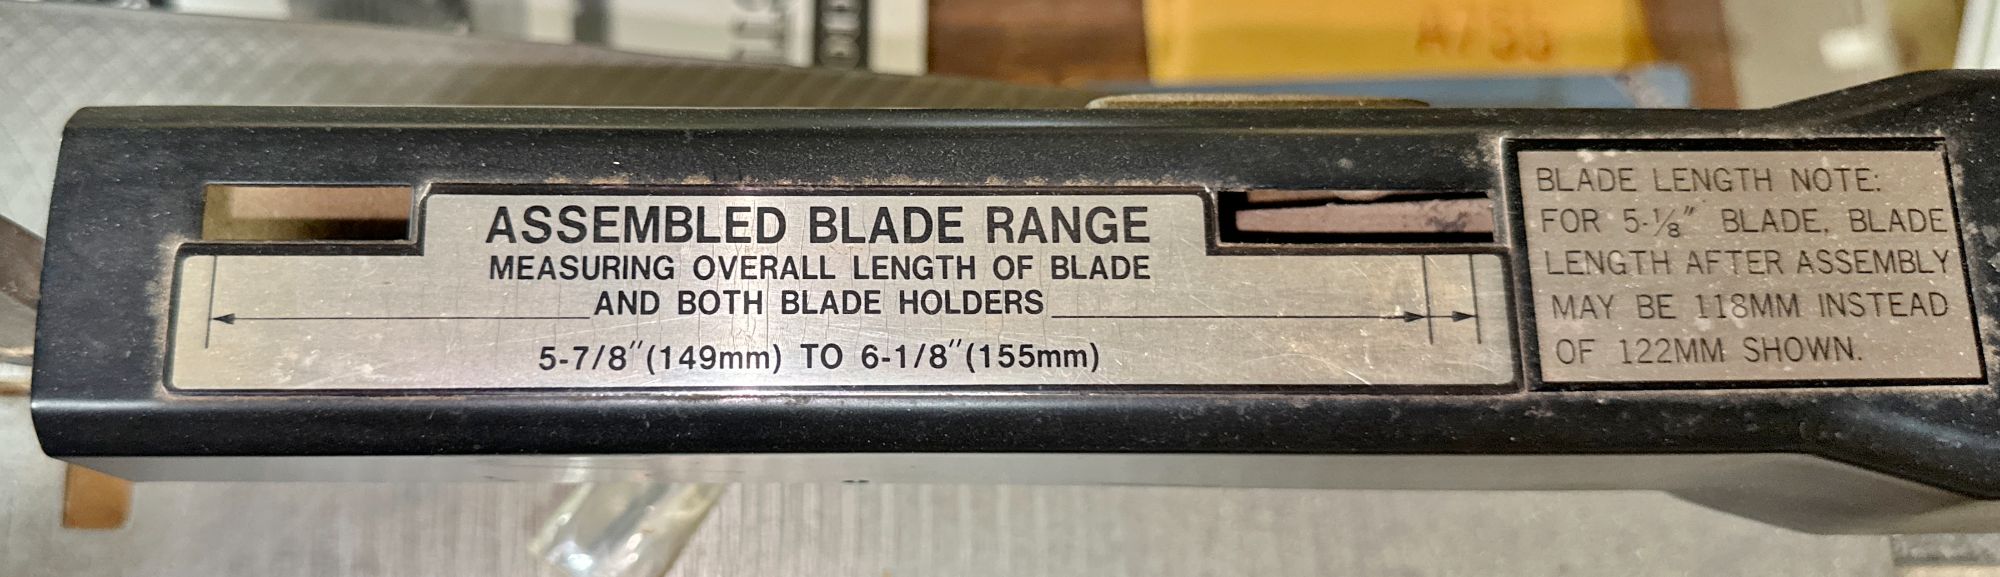 A755
ASSEMBLED BLADE RANGE
MEASURING OVERALL LENGTH OF BLADE
AND BOTH BLADE HOLDERS
5-7/8"(149mm) TO 6-1/8"(155mm)
BLADE LENGTH NOTE:
FOR 5-1/8" BLADE, BLADE
LENGTH AFTER ASSEMBLY
MAY BE 118MM INSTEAD
OF 122MM SHOWN.